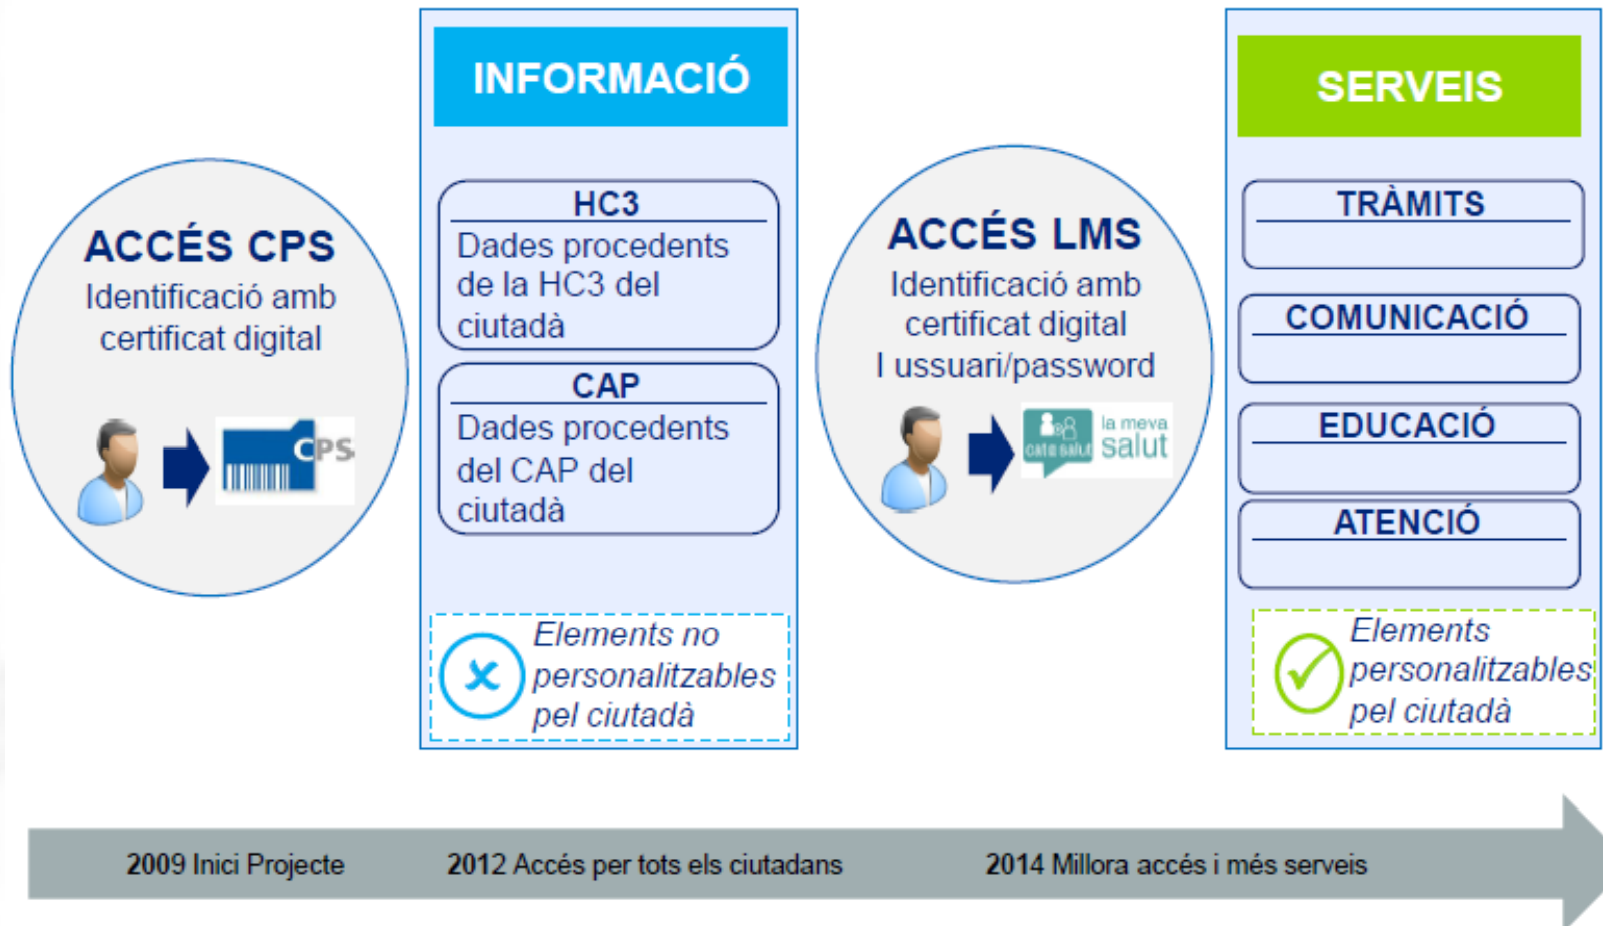 ACCÉS CPS
Identificació amb
certificat digital
CPS
INFORMACIÓ
HC3
Dades procedents
de la HC3 del
ciutadà
CAP
Dades procedents
del CAP del
ciutadà
Elements no
personalitzables
pel ciutadà
ACCÉS LMS
Identificació amb
certificat digital
I ussuari/password
cat salut
la meva
salut
SERVEIS
TRÀMITS
COMUNICACIÓ
EDUCACIÓ
ATENCIÓ
Elements
personalitzables
pel ciutadà
2009 Inici Projecte
2012 Accés per tots els ciutadans
2014 Millora accés i més serveis